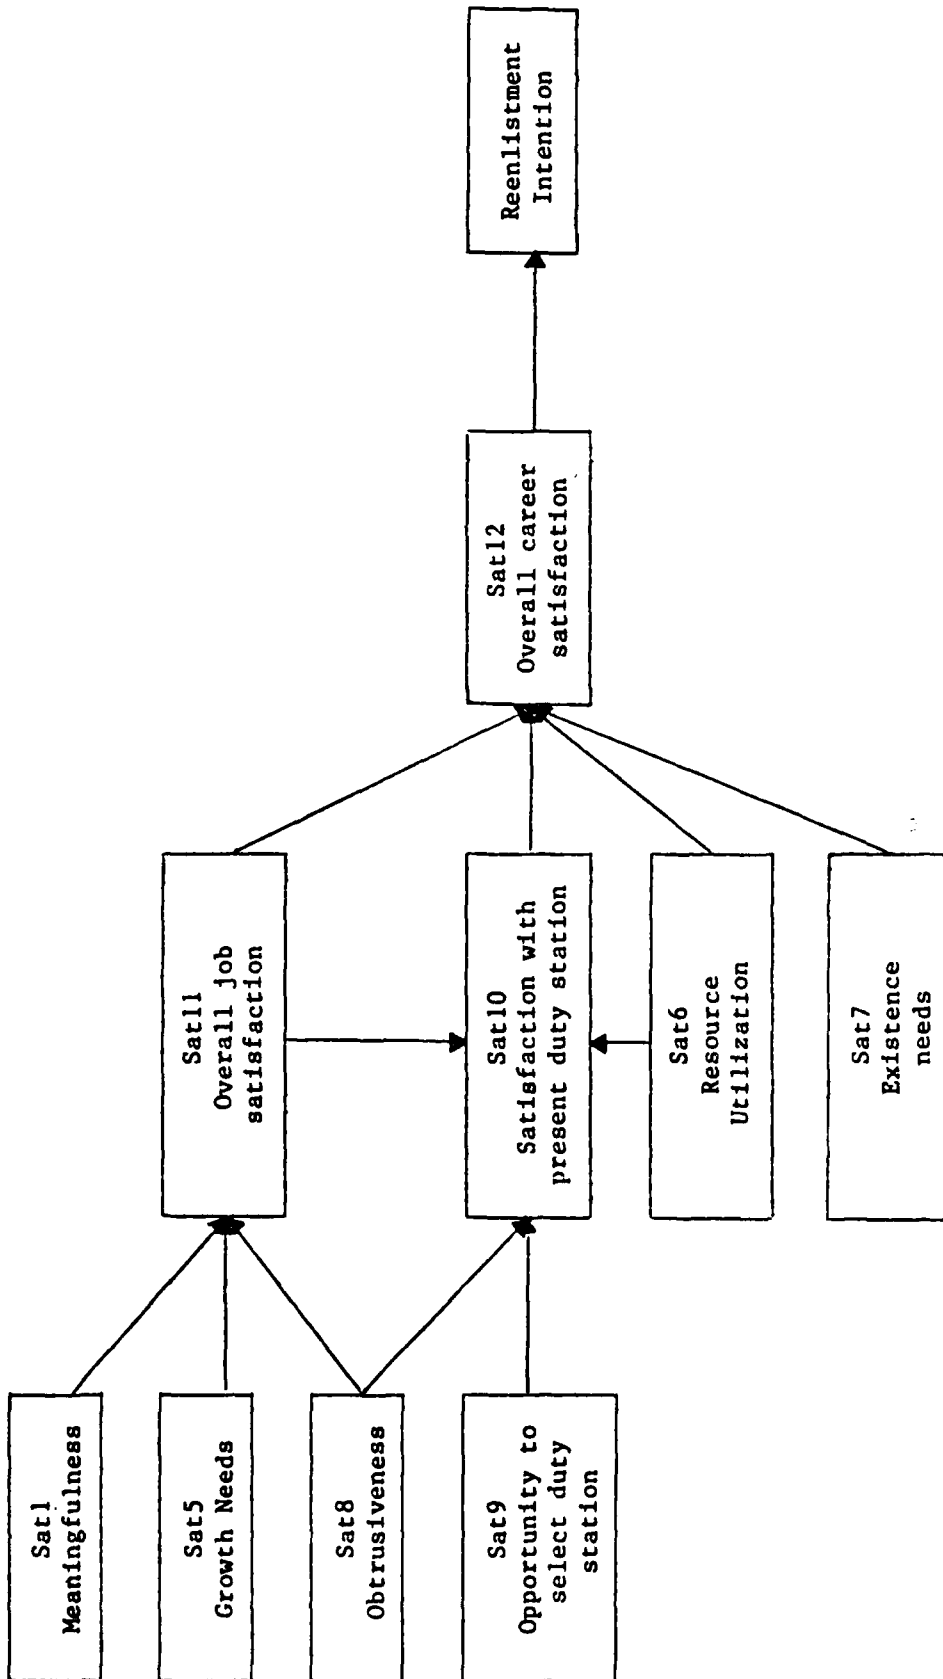 Sat1
Meaningfulness
Sat5
Growth Needs
Sat8
Obtrusiveness
Sat9
Opportunity to
select duty
station
Sat11
Overall job
satisfaction
Sat10
Satisfaction with
present duty station
Sat6
Resource
Utilization
Sat7
Existence
needs
Sat12
Overall career
satisfaction
Reenlistment
Intention